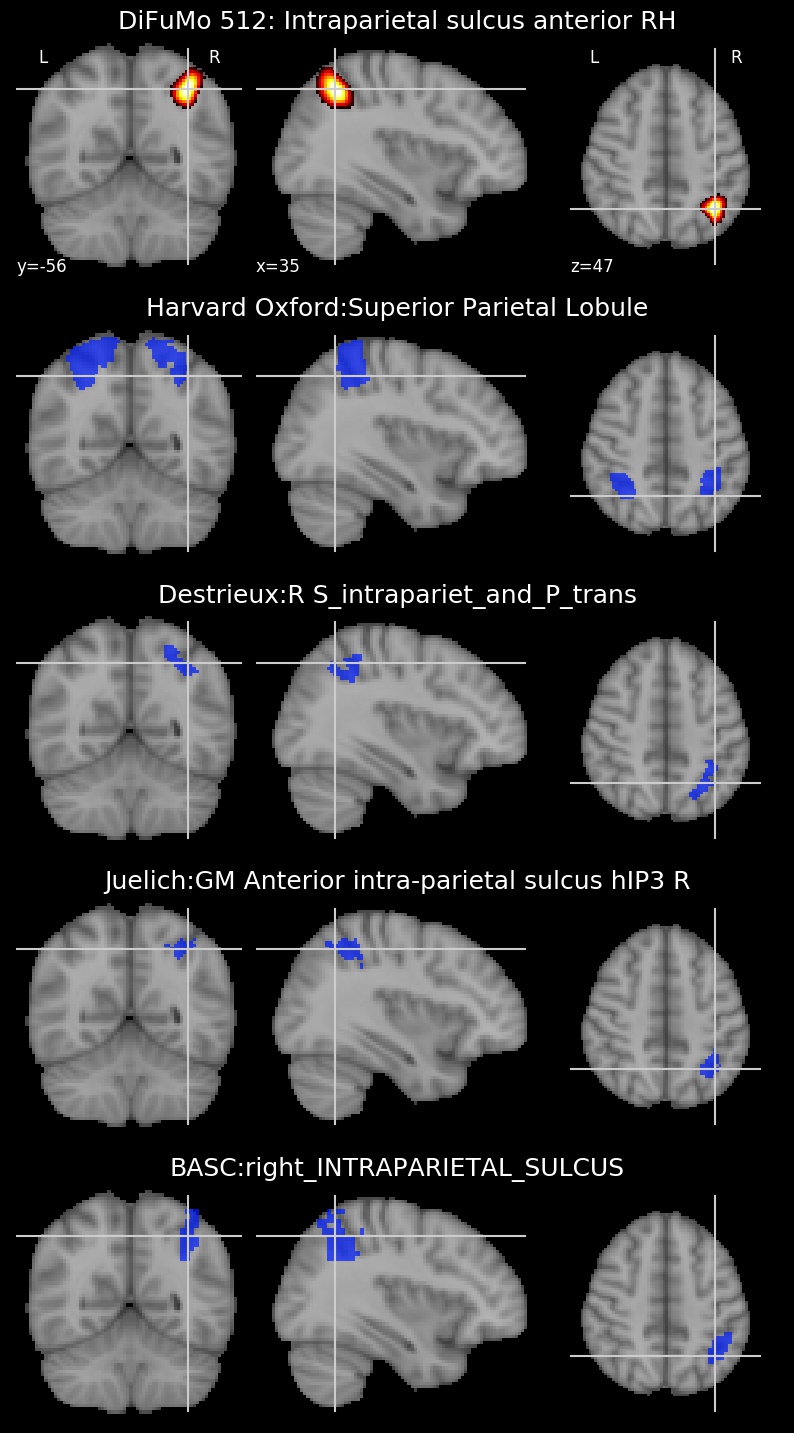 DiFuMo 512: Intraparietal sulcus anterior RH
L R L R
y=-56 x=35 z=47
Harvard Oxford:Superior Parietal Lobule
Destrieux:R S_intrapariet_and_P_trans
Juelich:GM Anterior intra-parietal sulcus hIP3 R
BASC:right_INTRAPARIETAL_SULCUS